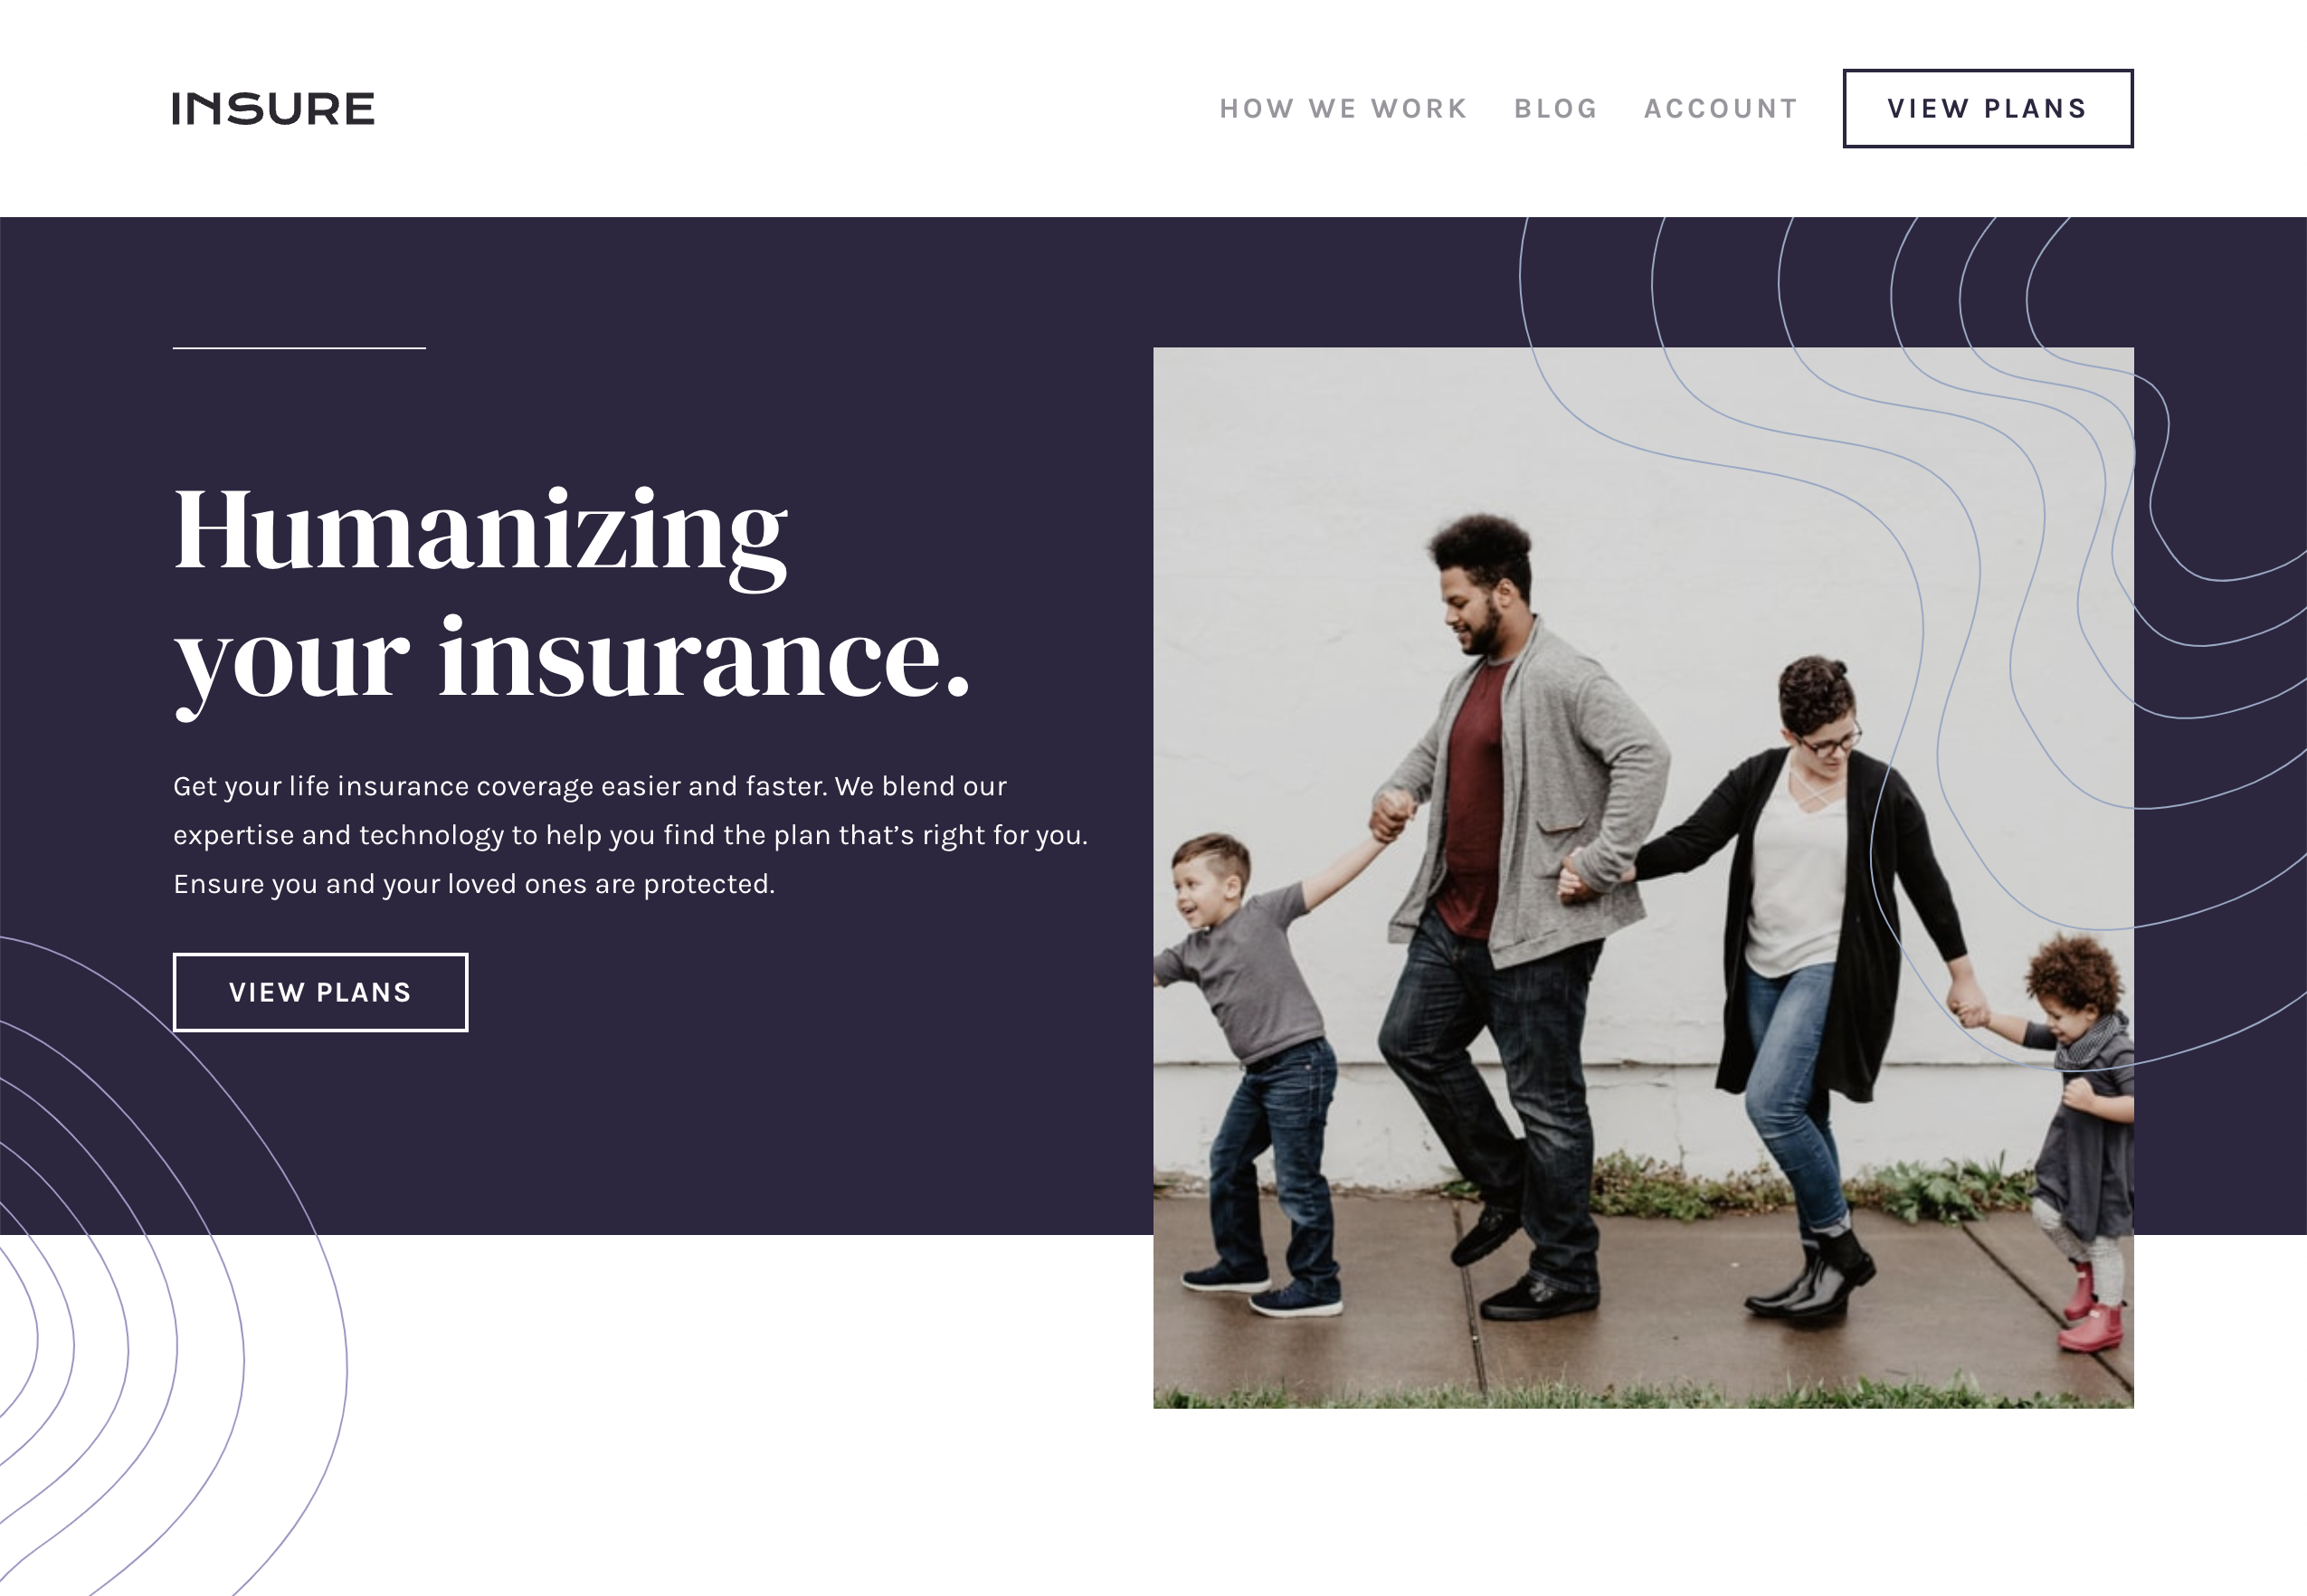 INSURE
HOW WE WORK
BLOG
ACCOUNT
VIEW PLANS
Humanizing
your insurance.
Get your life insurance coverage easier and faster. We blend our
expertise and technology to help you find the plan that’s right for you.
Ensure you and your loved ones are protected.
VIEW PLANS